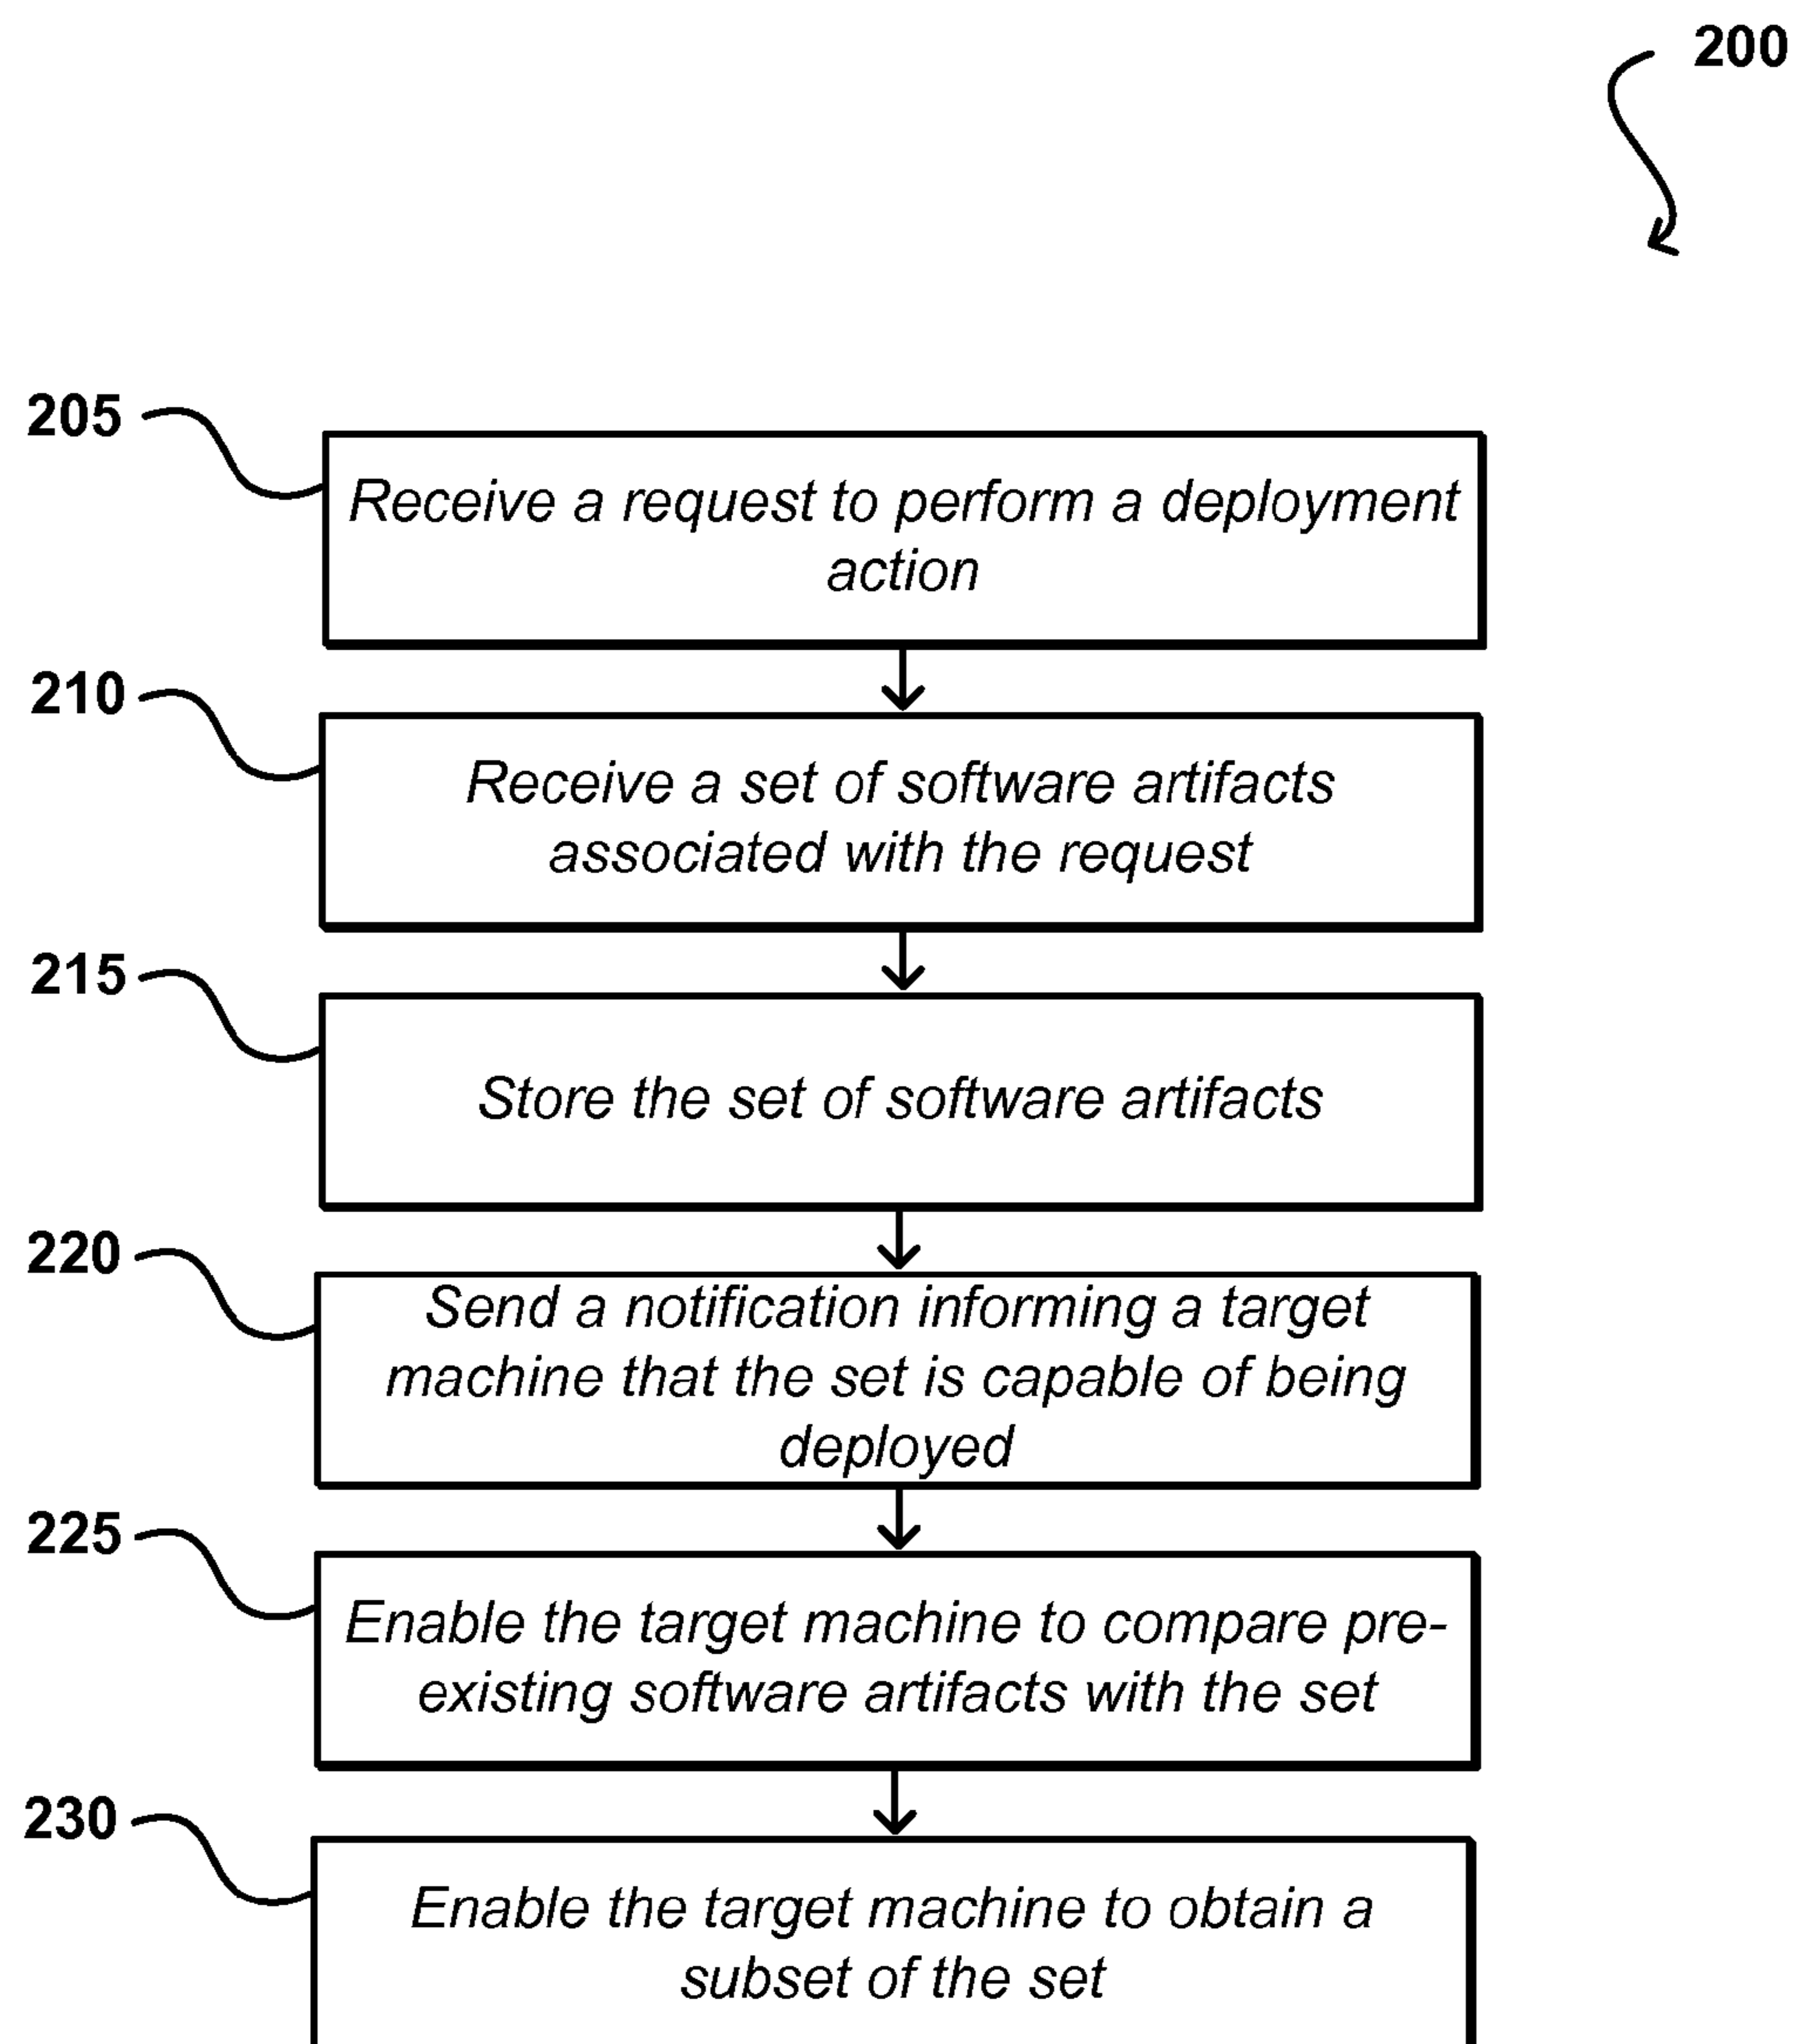 200
205
Receive a request to perform a deployment
action
210
Receive a set of software artifacts
associated with the request
215
Store the set of software artifacts
220
Send a notification informing a target
machine that the set is capable of being
deployed
225
Enable the target machine to compare pre-
existing software artifacts with the set
230
Enable the target machine to obtain a
subset of the set